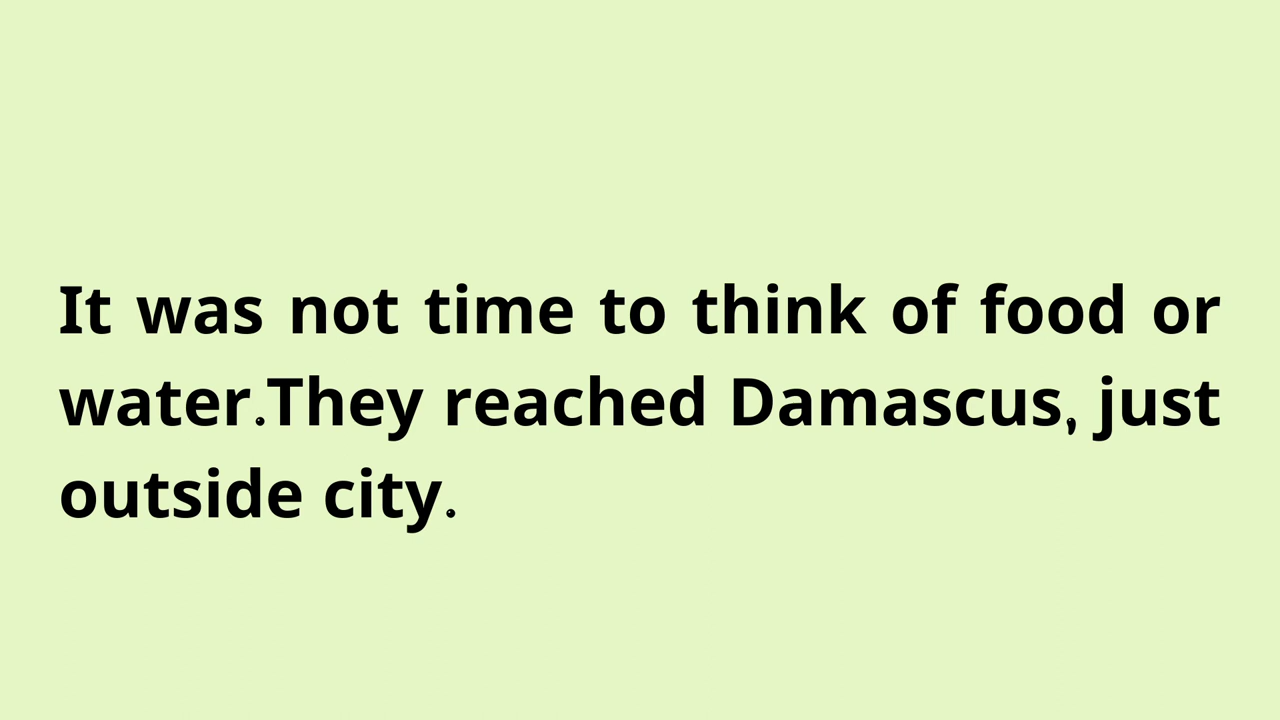 It was not time to think of food or
water.They reached Damascus, just
outside city.